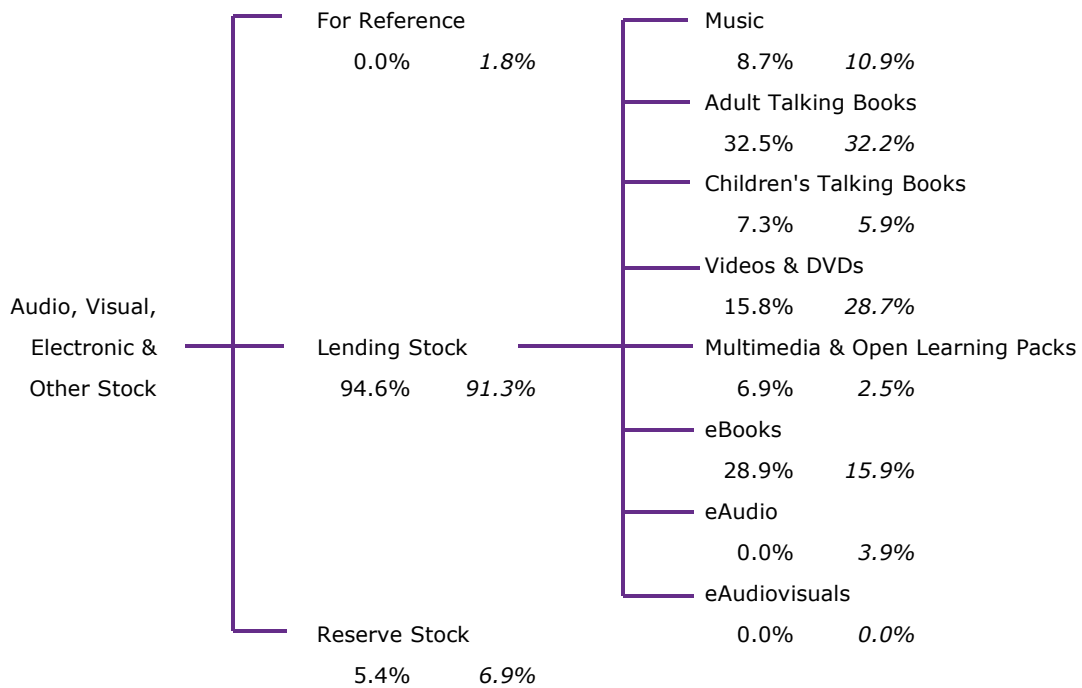 Audio, Visual,
Electronic &
Other Stock
For Reference
0.0% 1.8%
Lending Stock
94.6% 91.3%
Reserve Stock
5.4% 6.9%
Music
8.7% 10.9%
Adult Talking Books
32.5% 32.2%
Children's Talking Books
7.3% 5.9%
Videos & DVDs
15.8% 28.7%
Multimedia & Open Learning Packs
6.9% 2.5%
eBooks
28.9% 15.9%
eAudio
0.0% 3.9%
eAudiovisuals
0.0% 0.0%